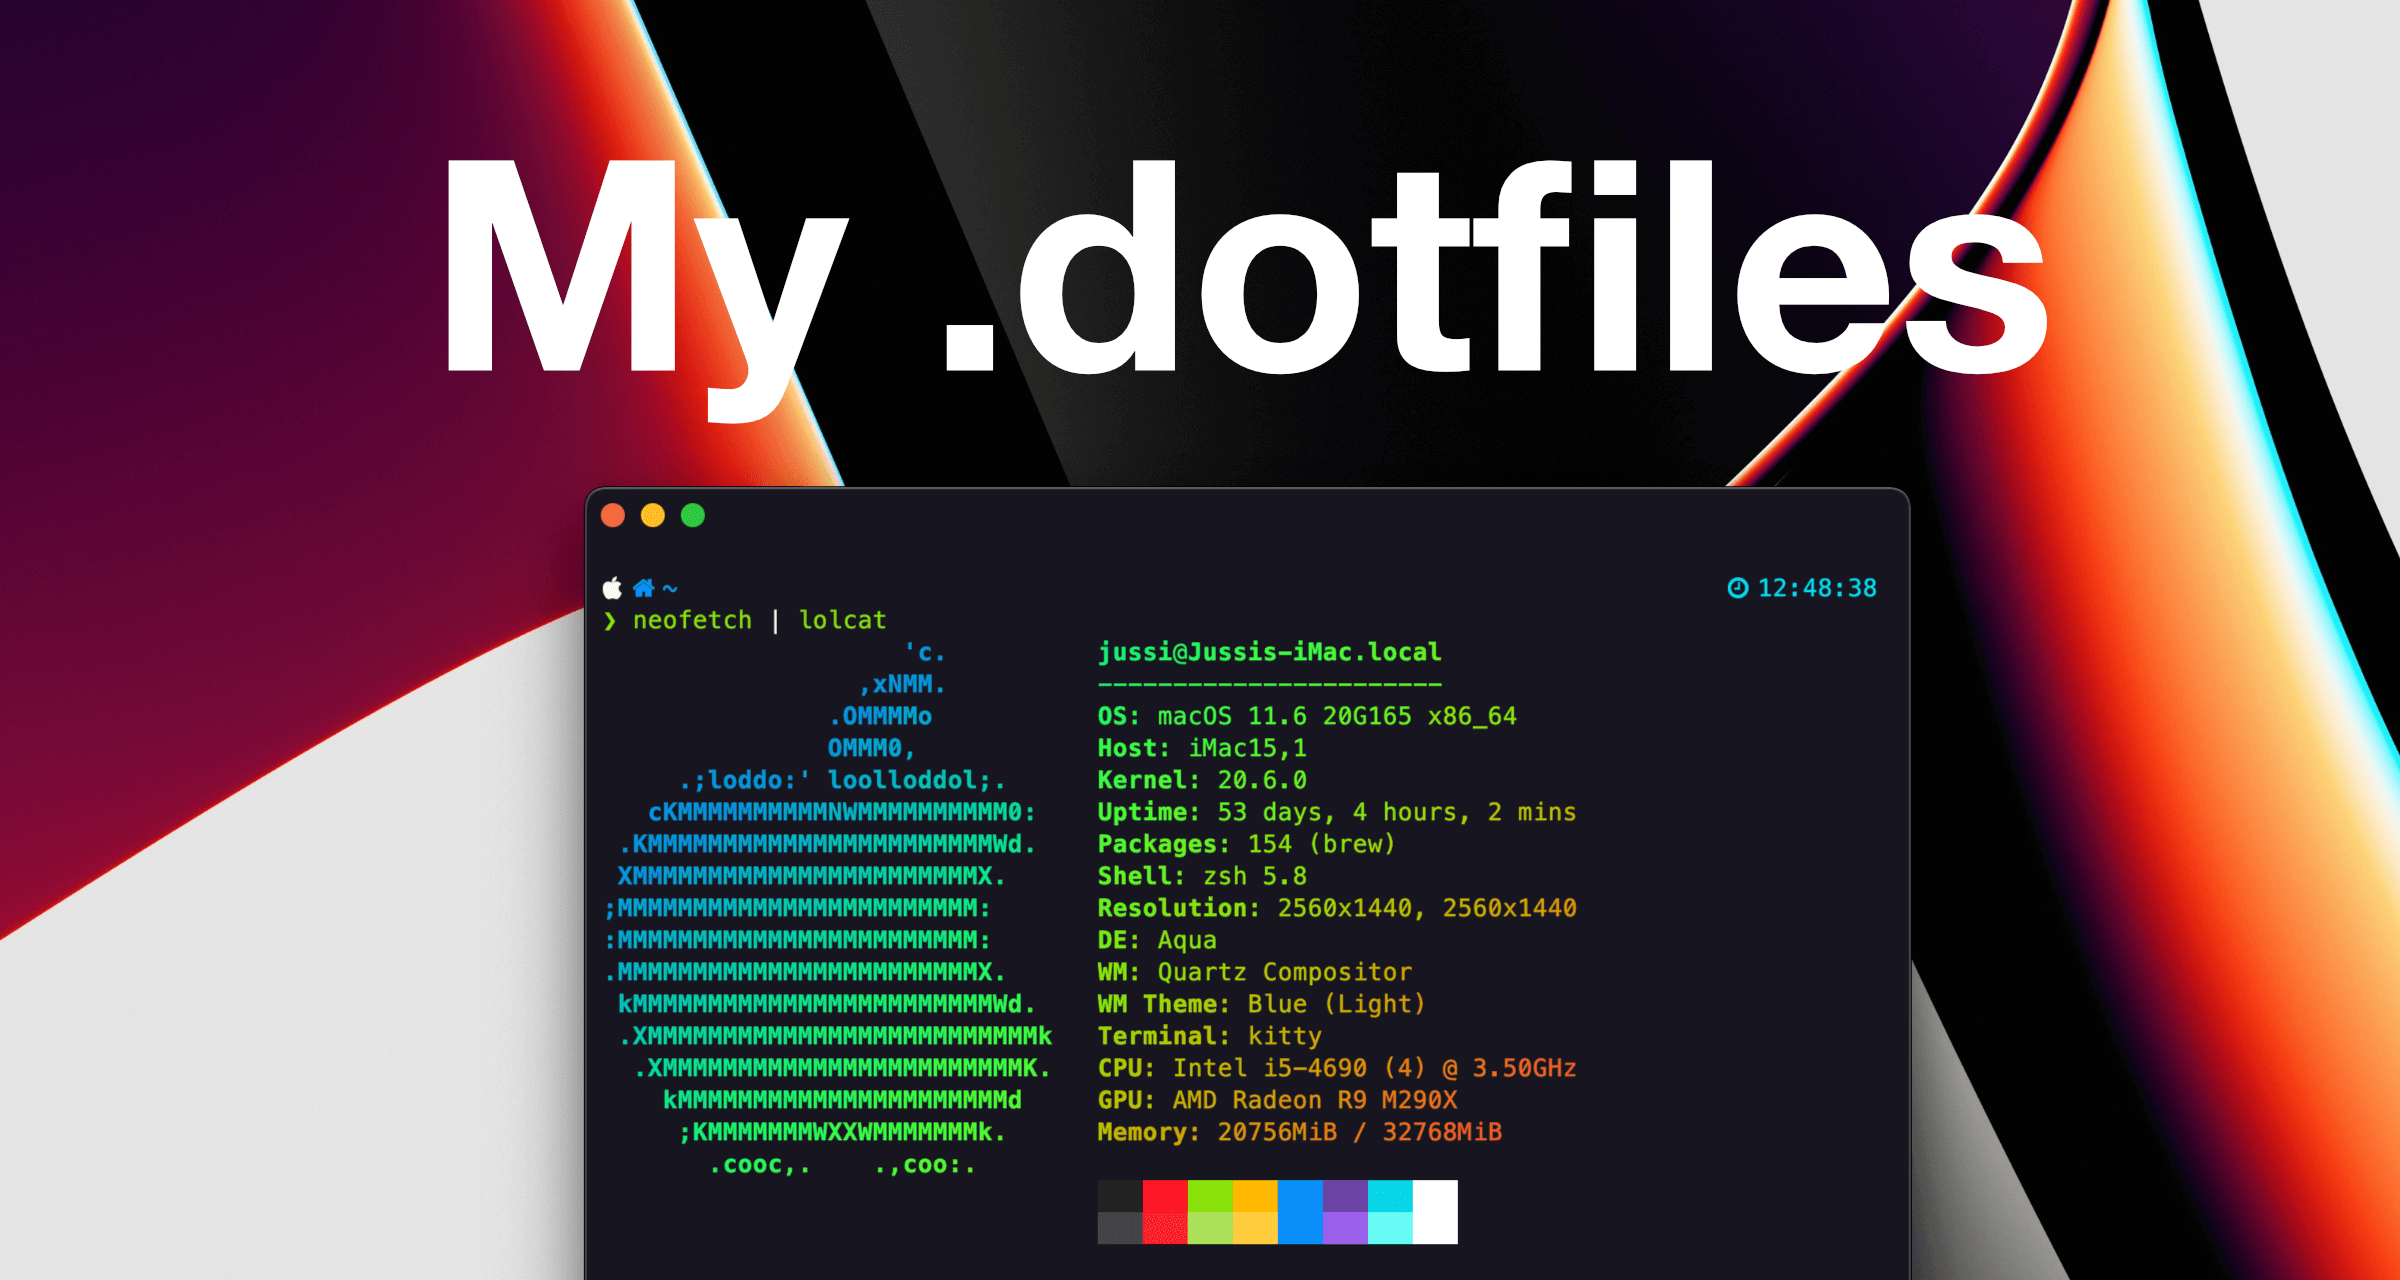 My .dotfiles
~ 12:48:38
❯ neofetch | lolcat
'c. jussi@Jussis-iMac.local
,xNMM. -----------------------
.OMMMMo OS: macOS 11.6 20G165 x86_64
OMMM0, Host: iMac15,1
.;loddo:' loolloddol;. Kernel: 20.6.0
cKMMMMMMMMMMNWMMMMMMMMMM0: Uptime: 53 days, 4 hours, 2 mins
.KMMMMMMMMMMMMMMMMMMMMMMMWd. Packages: 154 (brew)
XMMMMMMMMMMMMMMMMMMMMMMMX. Shell: zsh 5.8
;MMMMMMMMMMMMMMMMMMMMMMMM: Resolution: 2560x1440, 2560x1440
:MMMMMMMMMMMMMMMMMMMMMMMM: DE: Aqua
.MMMMMMMMMMMMMMMMMMMMMMMMX. WM: Quartz Compositor
kMMMMMMMMMMMMMMMMMMMMMMMMWd. WM Theme: Blue (Light)
.XMMMMMMMMMMMMMMMMMMMMMMMMMMk Terminal: kitty
.XMMMMMMMMMMMMMMMMMMMMMMMMK. CPU: Intel i5-4690 (4) @ 3.50GHz
kMMMMMMMMMMMMMMMMMMMMMMd GPU: AMD Radeon R9 M290X
;KMMMMMMMWXXWMMMMMMMk. Memory: 20756MiB / 32768MiB
.cooc,. .,coo:.